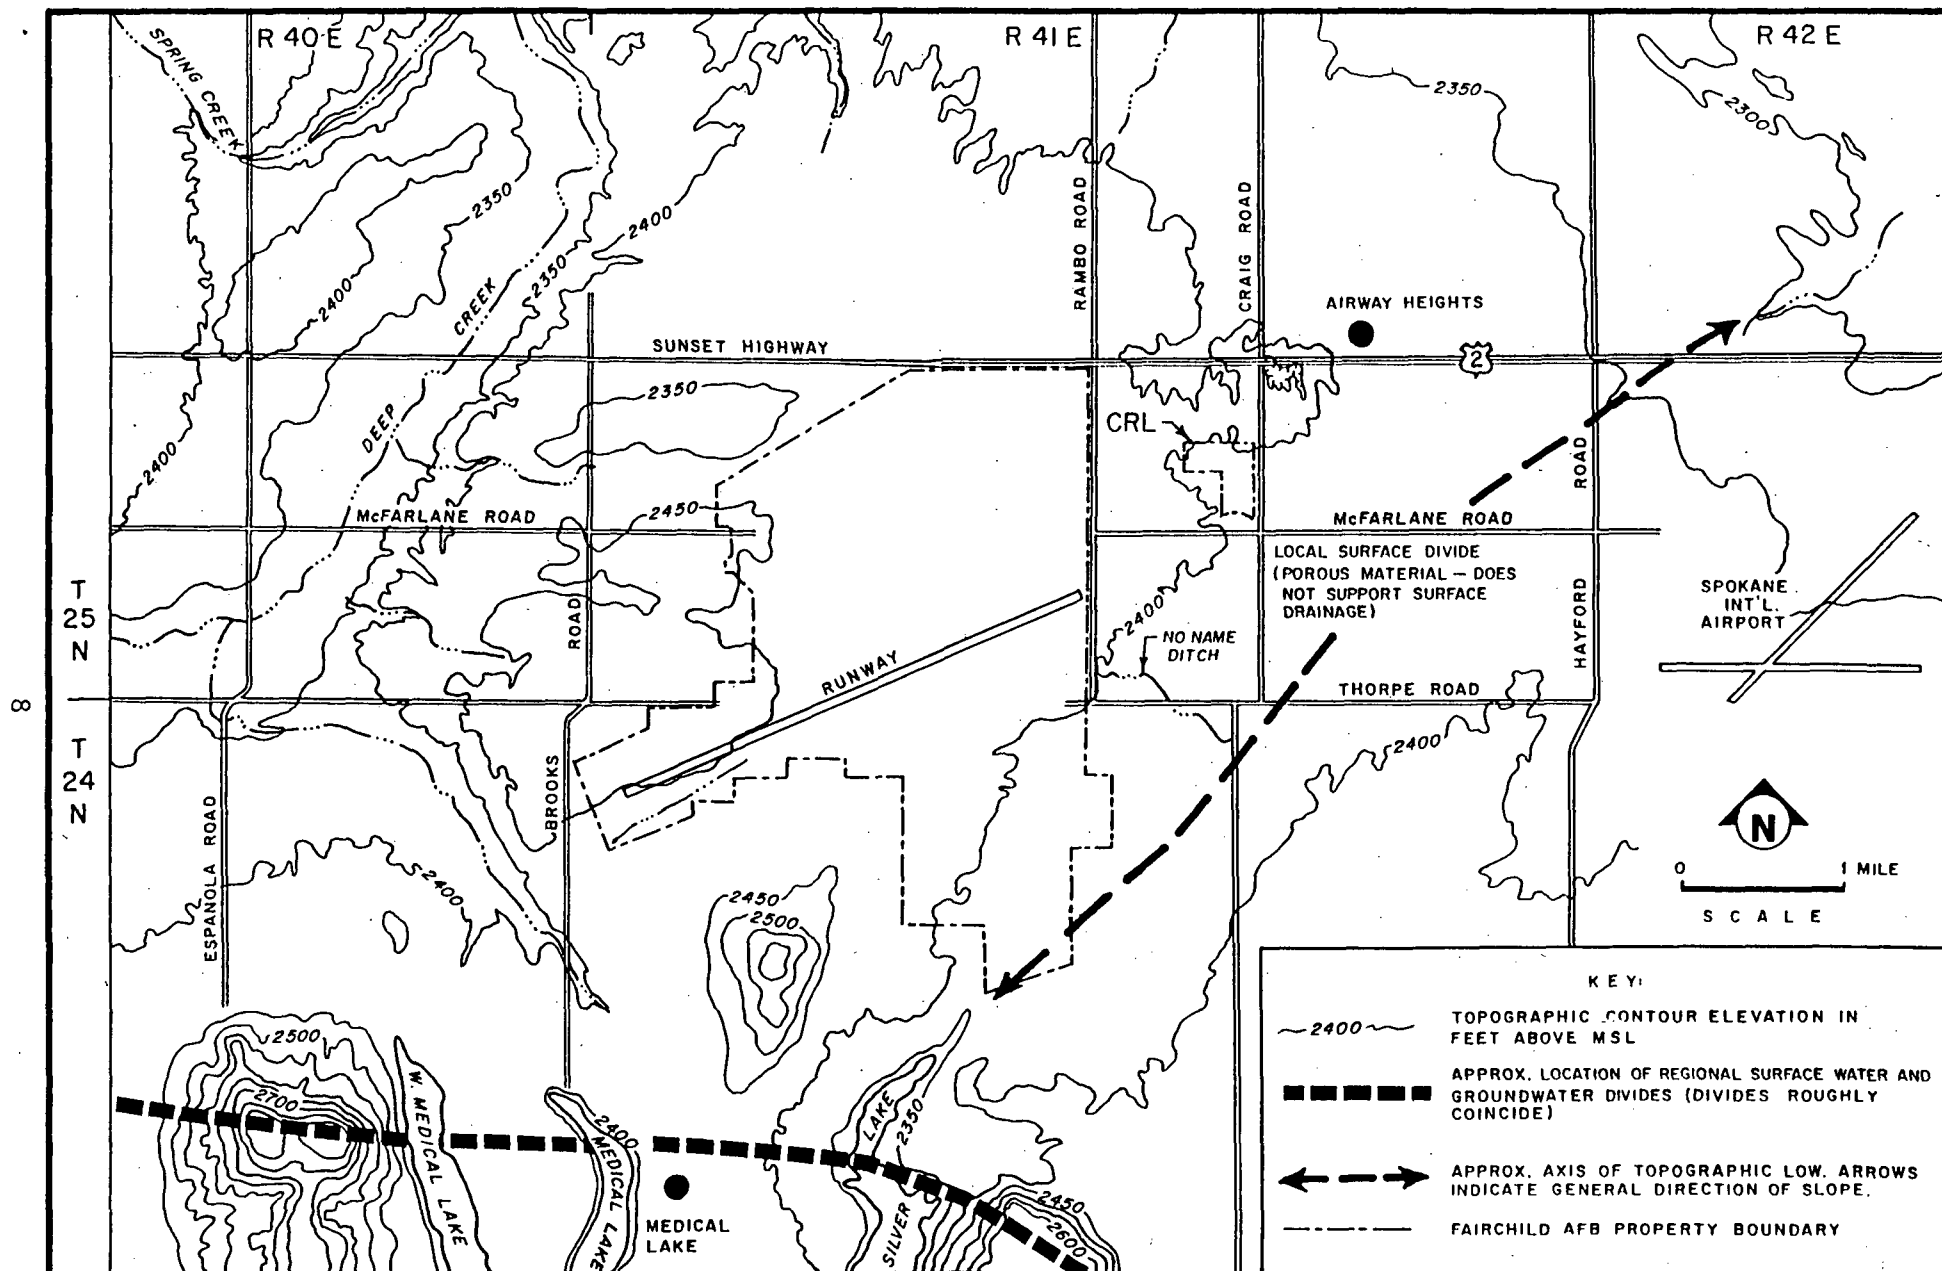 R 40 E
R 41 E
R 42 E
SPRING CREEK
2350
2300
2350
2400
2400
2350
DEEP CREEK
RAMBO ROAD
CRAIG ROAD
AIRWAY HEIGHTS
SUNSET HIGHWAY
2
2350
CRL
2400
2450
McFARLANE ROAD
McFARLANE ROAD
HAYFORD ROAD
LOCAL SURFACE DIVIDE
(POROUS MATERIAL – DOES
NOT SUPPORT SURFACE
DRAINAGE)
SPOKANE
INT'L.
AIRPORT
T
25
N
2400
NO NAME
DITCH
RUNWAY
THORPE ROAD
8
T
24
N
2400
BROOKS ROAD
ESPANOLA ROAD
N
0 1 MILE
SCALE
2400
2450
2500
2500
2700
W. MEDICAL LAKE
2400
MEDICAL LAKE
MEDICAL
LAKE
SILVER LAKE
2350
2450
2600
KEY:
2400
TOPOGRAPHIC CONTOUR ELEVATION IN
FEET ABOVE MSL
APPROX. LOCATION OF REGIONAL SURFACE WATER AND
GROUNDWATER DIVIDES (DIVIDES ROUGHLY
COINCIDE)
APPROX. AXIS OF TOPOGRAPHIC LOW. ARROWS
INDICATE GENERAL DIRECTION OF SLOPE.
FAIRCHILD AFB PROPERTY BOUNDARY